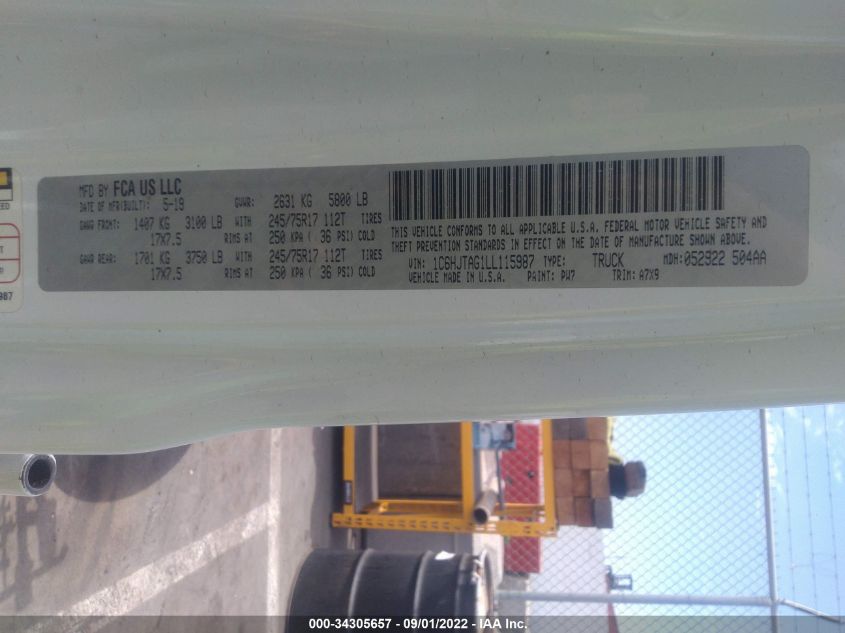 MFD BY FCA US LLC
DATE OF MFR(BUILT): 5-19 GVWR: 2631 KG 5800 LB
GAWR FRONT: 1407 KG 3100 LB WITH 245/75R17 112T TIRES
17X7.5 RIMS AT 250 KPA ( 36 PSI) COLD
GAWR REAR: 1701 KG 3750 LB WITH 245/75R17 112T TIRES
17X7.5 RIMS AT 250 KPA ( 36 PSI) COLD
THIS VEHICLE CONFORMS TO ALL APPLICABLE U.S.A. FEDERAL MOTOR VEHICLE SAFETY AND
THEFT PREVENTION STANDARDS IN EFFECT ON THE DATE OF MANUFACTURE SHOWN ABOVE.
VIN: 1C6HJTAG1LL115987 TYPE: TRUCK MDH: 052922 504AA
VEHICLE MADE IN U.S.A. PAINT: PW7 TRIM: A7X9
987
000-34305657 - 09/01/2022 - IAA Inc.